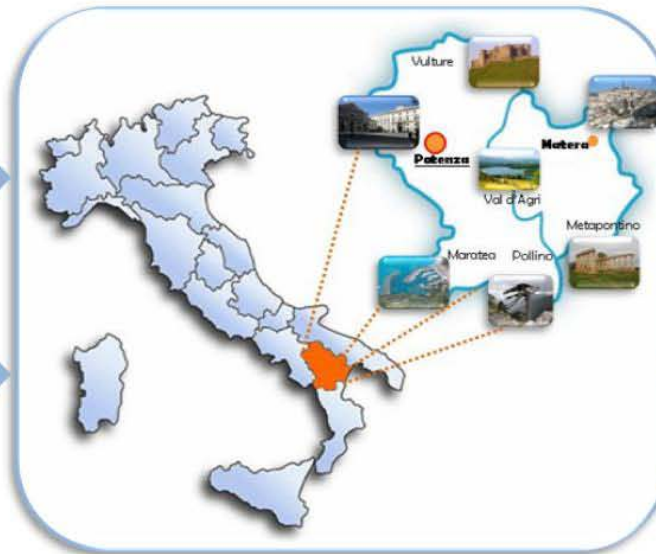 Vulture
Potenza
Matera
Val d'Agri
Metapontino
Maratea
Pollino